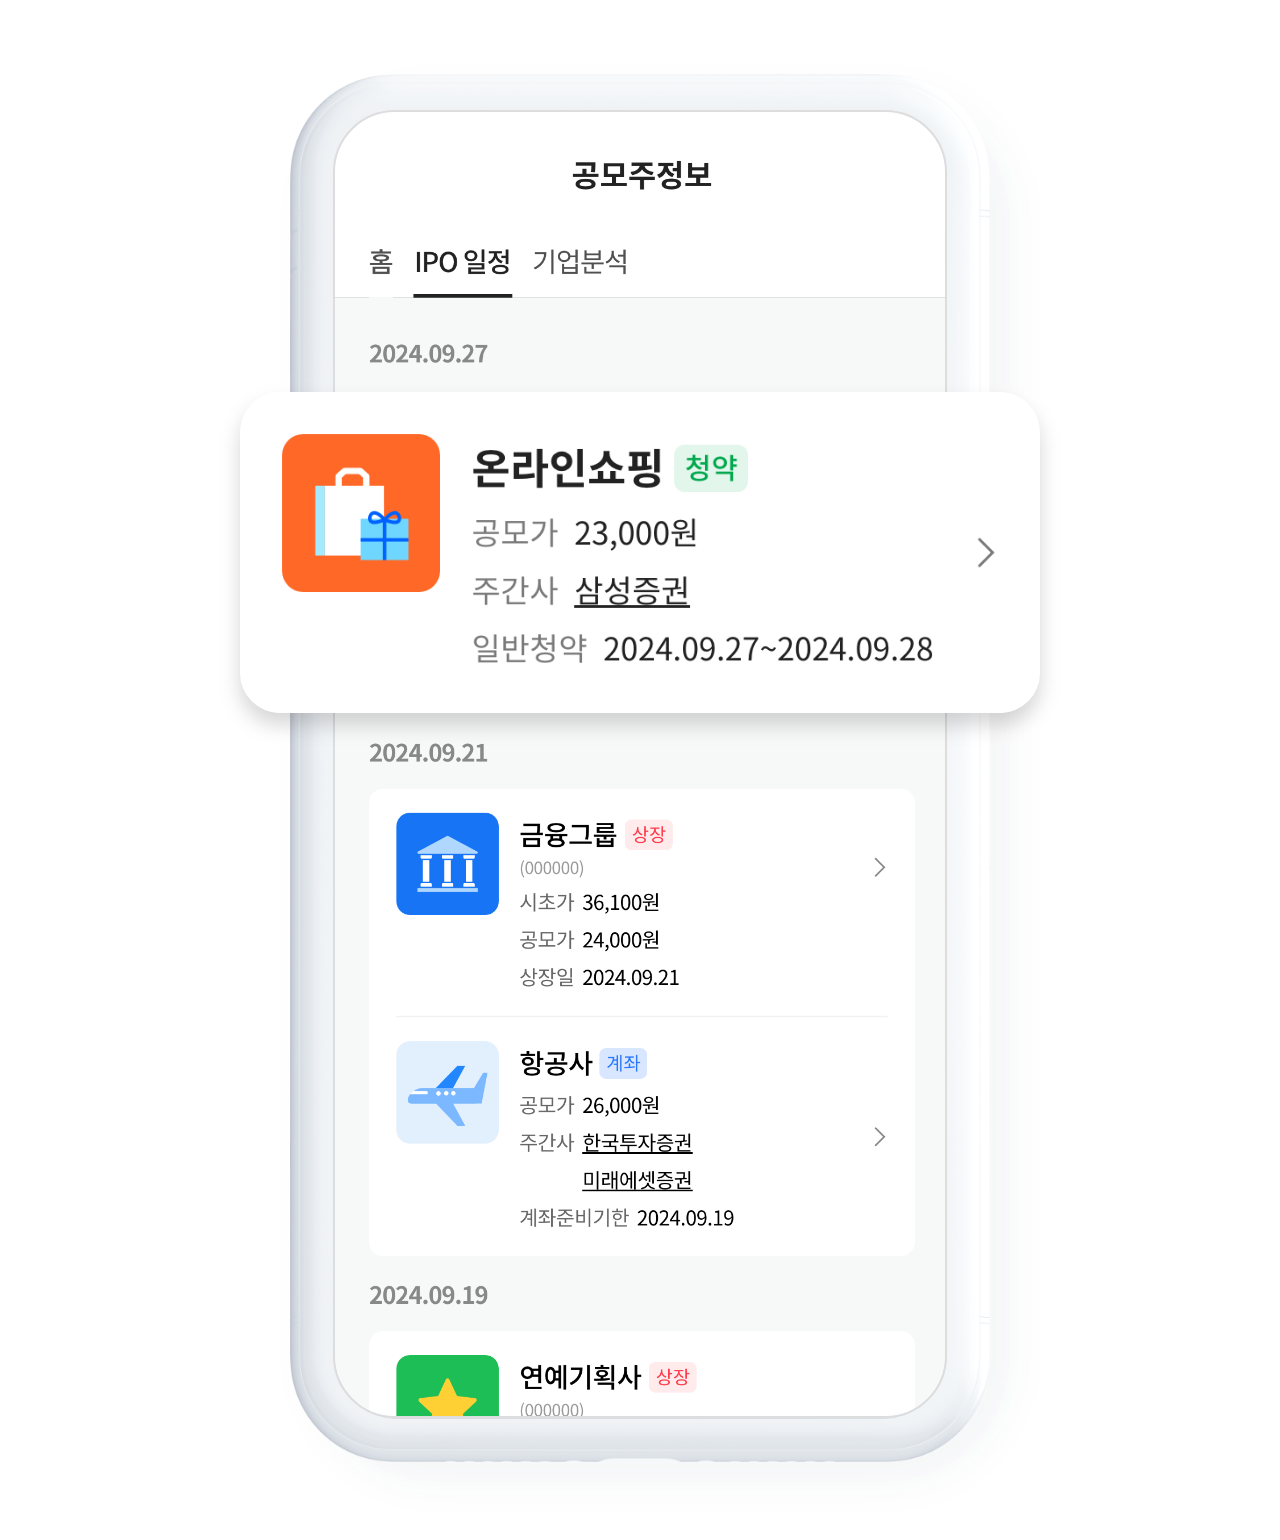 공모주정보
홈 IPO 일정 기업분석
2024.09.27
온라인쇼핑 청약
공모가 23,000원
주간사 삼성증권
일반청약 2024.09.27~2024.09.28
2024.09.21
금융그룹 상장
(000000)
시초가 36,100원
공모가 24,000원
상장일 2024.09.21
항공사 계좌
공모가 26,000원
주간사 한국투자증권
미래에셋증권
계좌준비기한 2024.09.19
2024.09.19
연예기획사 상장
(000000)